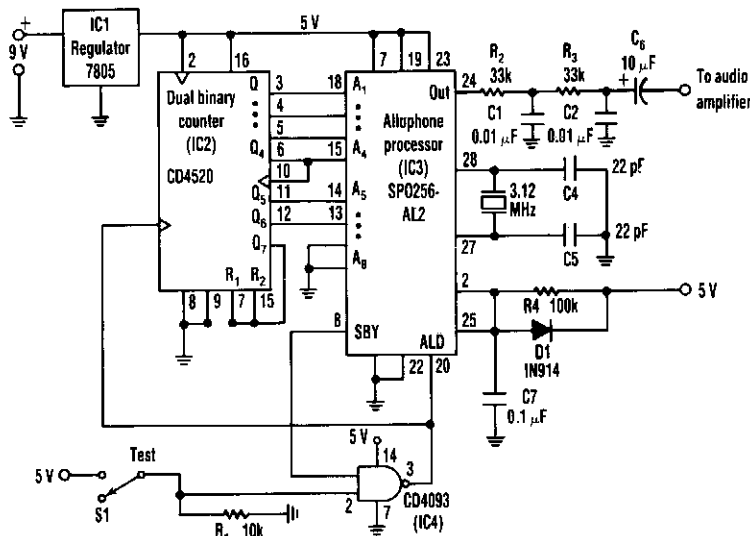 IC1
Regulator
7805
+
9 V
5 V
2
16
Dual binary
counter
(IC2)
CD4520
Q
Q4
Q5
Q6
Q7
R1 R2
3
4
5
6
10
11
12
8
9
7
15
7
19
23
18
15
14
13
8
A1
A4
A5
A8
Out
Allophone
processor
(IC3)
SPO256-
AL2
SBY
ALD
22
20
24
28
27
2
25
R2
33k
R3
33k
C6
10 μF
+
C1
0.01 μF
C2
0.01 μF
To audio
amplifier
3.12
MHz
22 pF
C4
22 pF
C5
R4 100k
5 V
D1
IN914
C7
0.1 μF
5 V
Test
S1
10k
5 V
14
3
2
7
CD4093
(IC4)